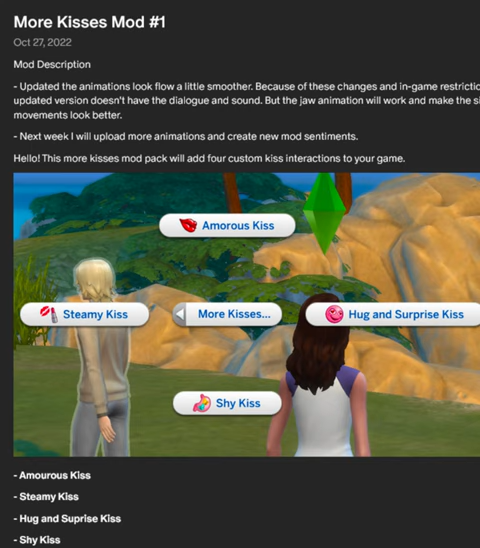 More Kisses Mod #1
Oct 27, 2022
Mod Description
- Updated the animations look flow a little smoother. Because of these changes and in-game
updated version doesn't have the dialogue and sound. But the jaw animation will work and make the
movements look better.
- Next week I will upload more animations and create new mod sentiments.
Hello! This more kisses mod pack will add four custom kiss interactions to your game.
Amorous Kiss
Steamy Kiss
More Kisses...
Hug and Surprise Kiss
Shy Kiss
- Amourous Kiss
- Steamy Kiss
- Hug and Suprise Kiss
- Shy Kiss